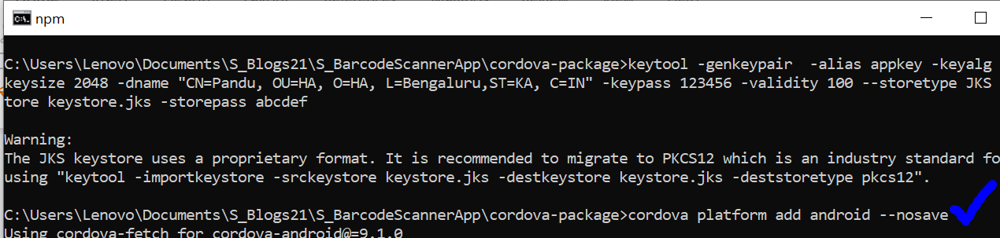 npm
C:\Users\Lenovo\Documents\S_Blogs21\S_BarcodeScannerApp\cordova-package>keytool -genkeypair  -alias appkey -keyalg
keysize 2048 -dname "CN=Pandu, OU=HA, O=HA, L=Bengaluru,ST=KA, C=IN" -keypass 123456 -validity 100 --storetype JKS
tore keystore.jks -storepass abcdef
Warning:
The JKS keystore uses a proprietary format. It is recommended to migrate to PKCS12 which is an industry standard fo
using "keytool -importkeystore -srckeystore keystore.jks -destkeystore keystore.jks -deststoretype pkcs12".
C:\Users\Lenovo\Documents\S_Blogs21\S_BarcodeScannerApp\cordova-package>cordova platform add android --nosave
Using cordova-fetch for cordova-android@=9.1.0